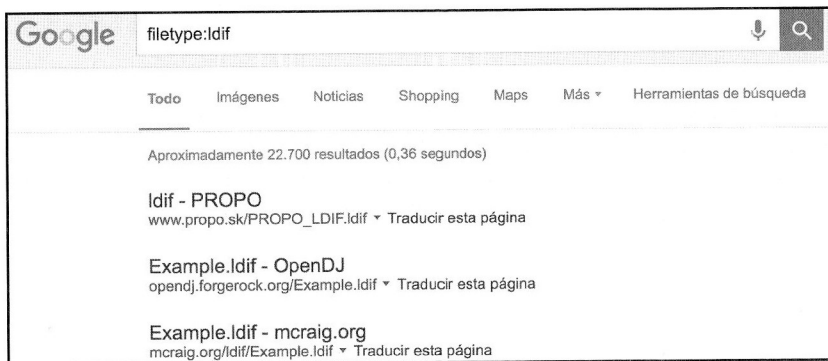 Google
filetype:ldif
Todo Imágenes Noticias Shopping Maps Más Herramientas de búsqueda
Aproximadamente 22.700 resultados (0,36 segundos)
ldif - PROPO
www.propo.sk/PROPO_LDIF.ldif Traducir esta página
Example.ldif - OpenDJ
opendj.forgerock.org/Example.ldif Traducir esta página
Example.ldif - mcraig.org
mcraig.org/ldif/Example.ldif Traducir esta página